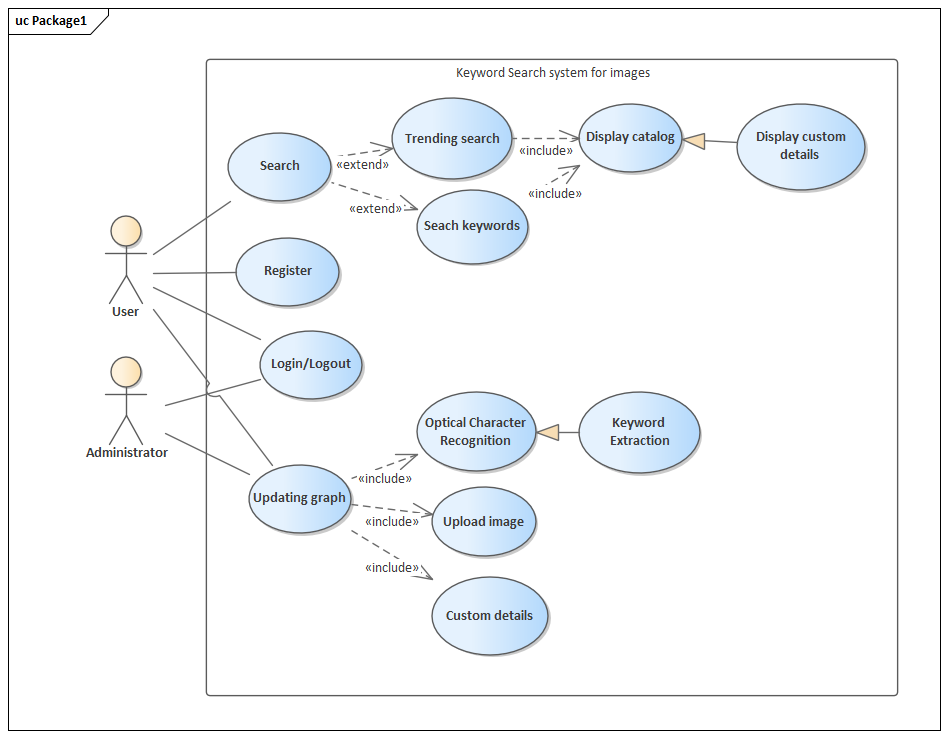 uc Package1
Keyword Search system for images
Search
«extend»
«extend»
Trending search
«include»
Display catalog
Display custom
details
«include»
Seach keywords
Register
User
Login/Logout
Administrator
Optical Character
Recognition
Keyword
Extraction
Updating graph
«include»
«include»
Upload image
«include»
Custom details